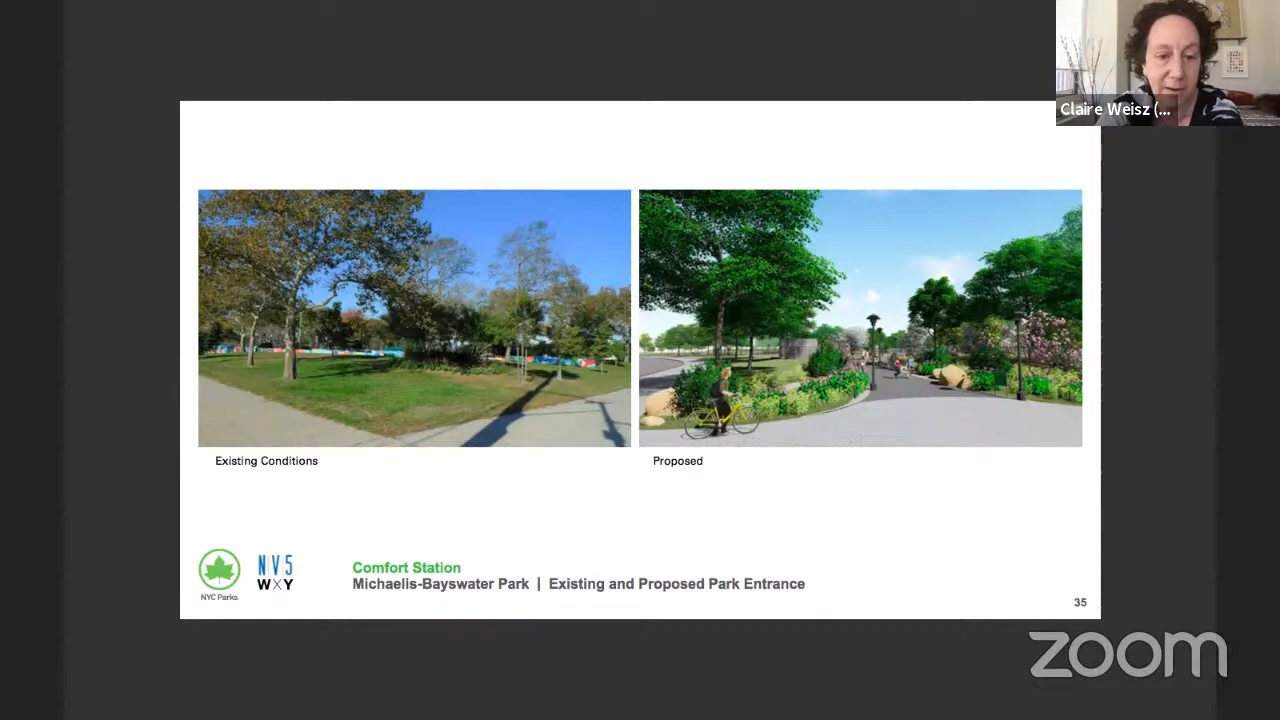 Claire Weisz (...
Existing Conditions
Proposed
NYC Parks
NV5
WXY
Comfort Station
Michaelis-Bayswater Park | Existing and Proposed Park Entrance
35
zoom